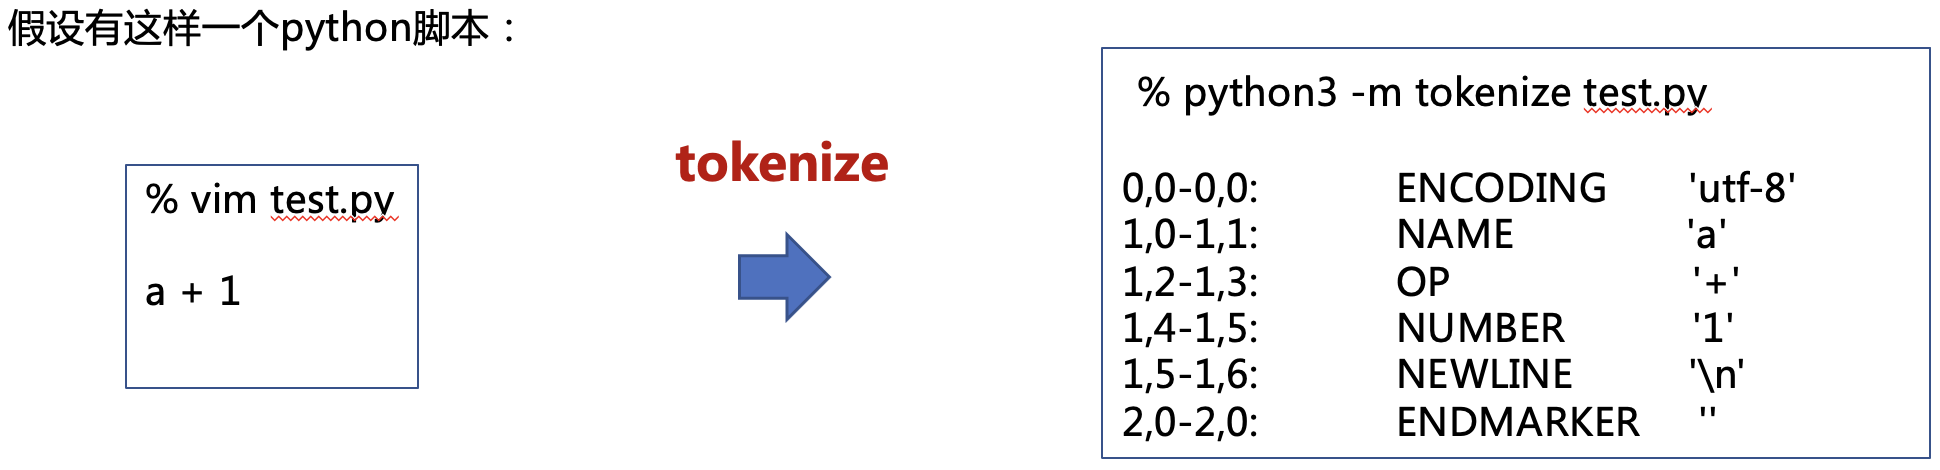 假设有这样一个python脚本：
% vim test.py
a + 1
tokenize
% python3 -m tokenize test.py
0,0-0,0: ENCODING 'utf-8'
1,0-1,1: NAME 'a'
1,2-1,3: OP '+'
1,4-1,5: NUMBER '1'
1,5-1,6: NEWLINE '\n'
2,0-2,0: ENDMARKER ''